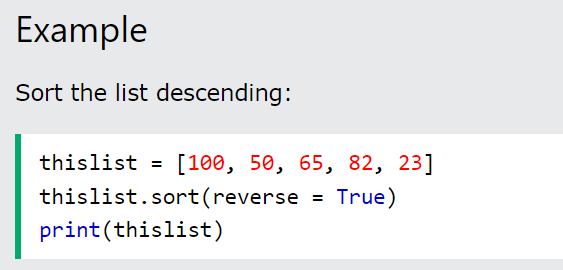 Example
Sort the list descending:
thislist = [100, 50, 65, 82, 23]
thislist.sort(reverse = True)
print(thislist)